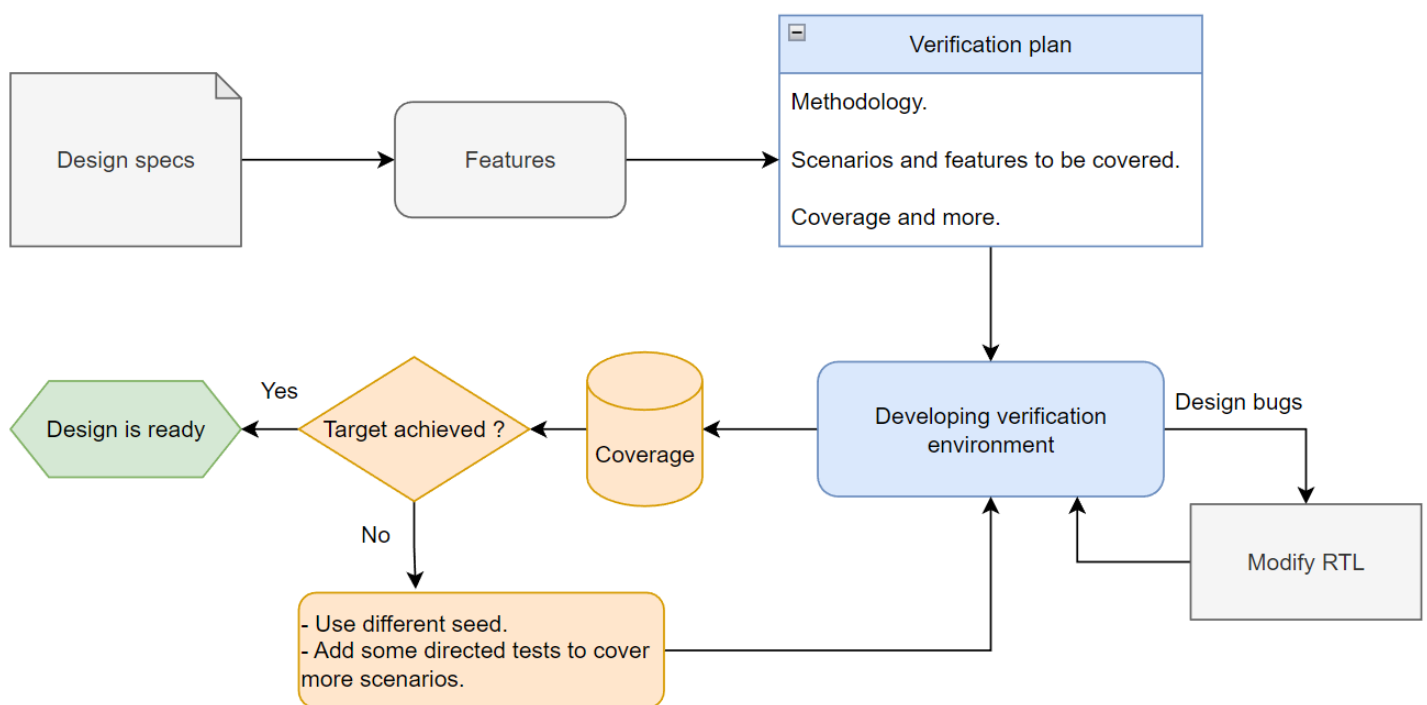 Verification plan
Design specs
Features
Methodology.
Scenarios and features to be covered.
Coverage and more.
Design is ready
Yes
Target achieved ?
No
Coverage
Developing verification
environment
Design bugs
Modify RTL
- Use different seed.
- Add some directed tests to cover
more scenarios.